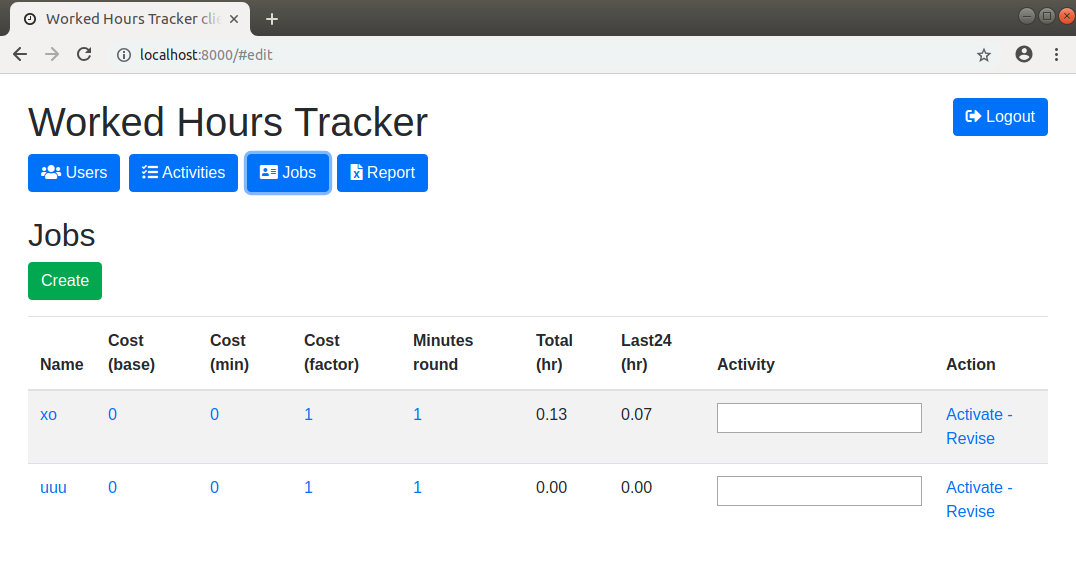 Worked Hours Tracker clie
localhost:8000/#edit
Worked Hours Tracker
Logout
Users Activities Jobs Report
Jobs
Create
Cost Cost Cost Minutes Total Last24
Name (base) (min) (factor) round (hr) (hr) Activity Action
xo 0 0 1 1 0.13 0.07 Activate -
Revise
uuu 0 0 1 1 0.00 0.00 Activate -
Revise